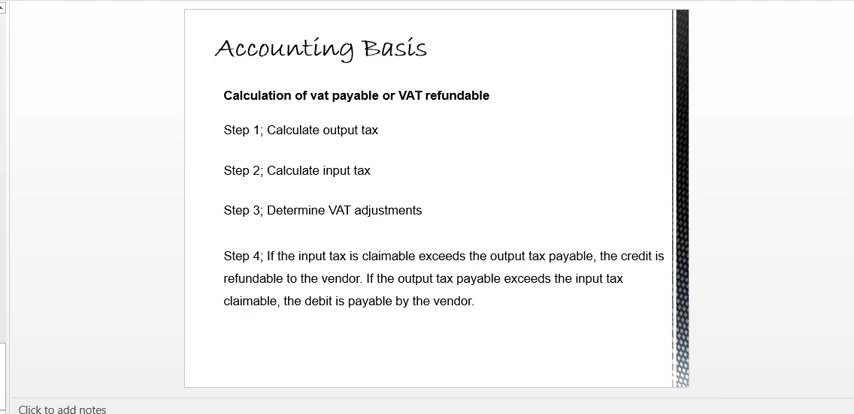 Accounting Basis
Calculation of vat payable or VAT refundable
Step 1; Calculate output tax
Step 2; Calculate input tax
Step 3; Determine VAT adjustments
Step 4; If the input tax is claimable exceeds the output tax payable, the credit is
refundable to the vendor. If the output tax payable exceeds the input tax
claimable, the debit is payable by the vendor.
Click to add notes